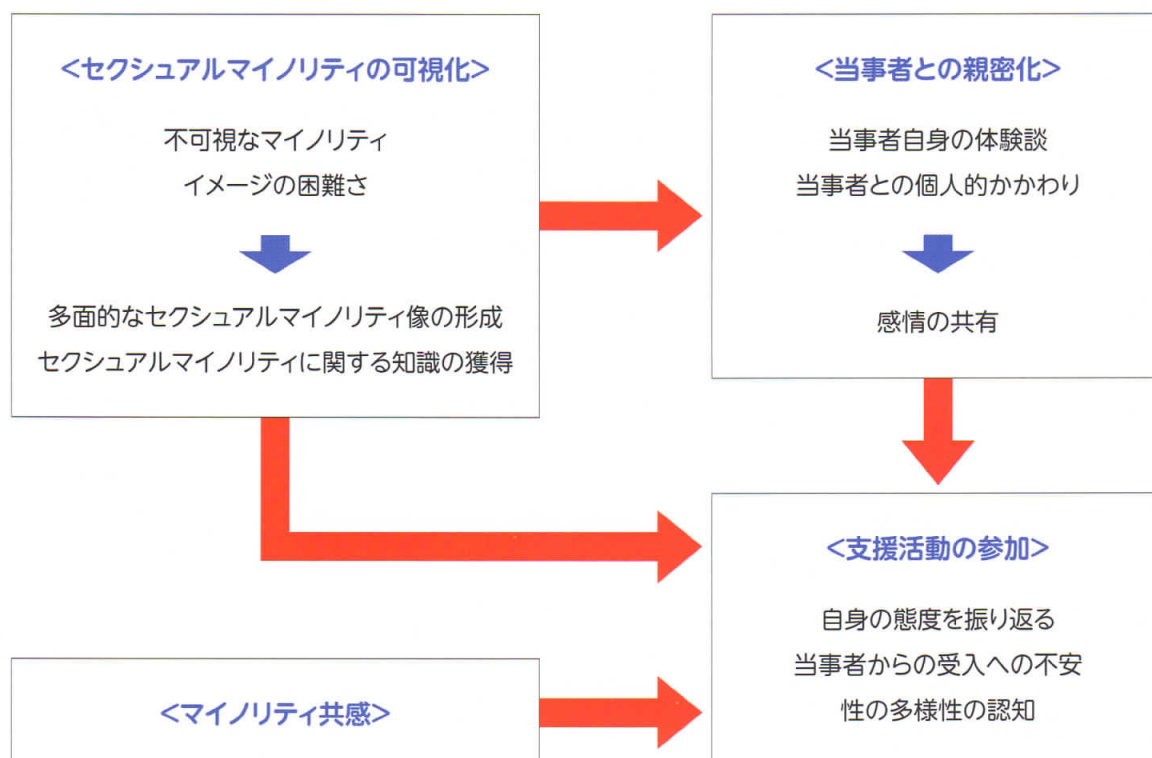 <セクシュアルマイノリティの可視化>
不可視なマイノリティ
イメージの困難さ
多面的なセクシュアルマイノリティ像の形成
セクシュアルマイノリティに関する知識の獲得
<当事者との親密化>
当事者自身の体験談
当事者との個人的かかわり
感情の共有
<マイノリティ共感>
<支援活動の参加>
自身の態度を振り返る
当事者からの受入への不安
性の多様性の認知